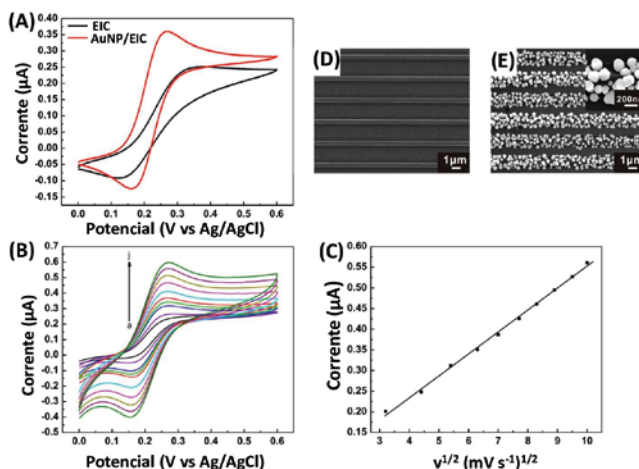 (A)
EIC
AuNP/EIC
Corrente (µA)
0.40
0.35
0.30
0.25
0.20
0.15
0.10
0.05
0.00
-0.05
-0.10
-0.15
0.0 0.1 0.2 0.3 0.4 0.5 0.6
Potencial (V vs Ag/AgCl)
(D)
1µm
(E)
200nm
1µm
(B)
j
a
Corrente (µA)
0.7
0.6
0.5
0.4
0.3
0.2
0.1
0.0
-0.1
-0.2
-0.3
-0.4
-0.5
0.0 0.1 0.2 0.3 0.4 0.5 0.6
Potencial (V vs Ag/AgCl)
(C)
Corrente (µA)
0.60
0.55
0.50
0.45
0.40
0.35
0.30
0.25
0.20
0.15
3 4 5 6 7 8 9 10
v1/2 (mV s-1)1/2